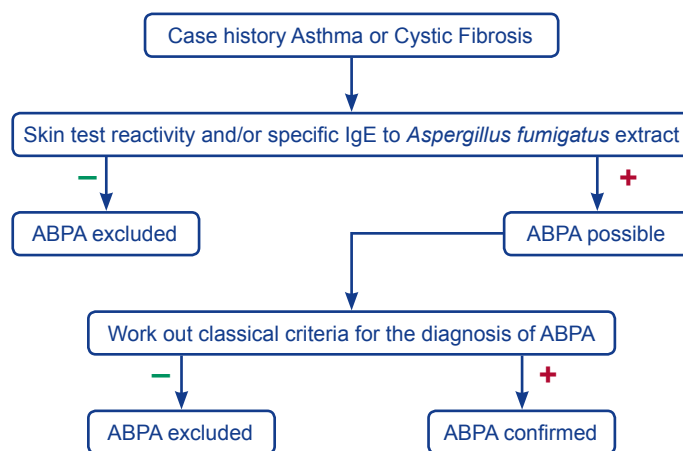 Case history Asthma or Cystic Fibrosis
Skin test reactivity and/or specific IgE to Aspergillus fumigatus extract
− +
ABPA excluded
ABPA possible
Work out classical criteria for the diagnosis of ABPA
− +
ABPA excluded
ABPA confirmed